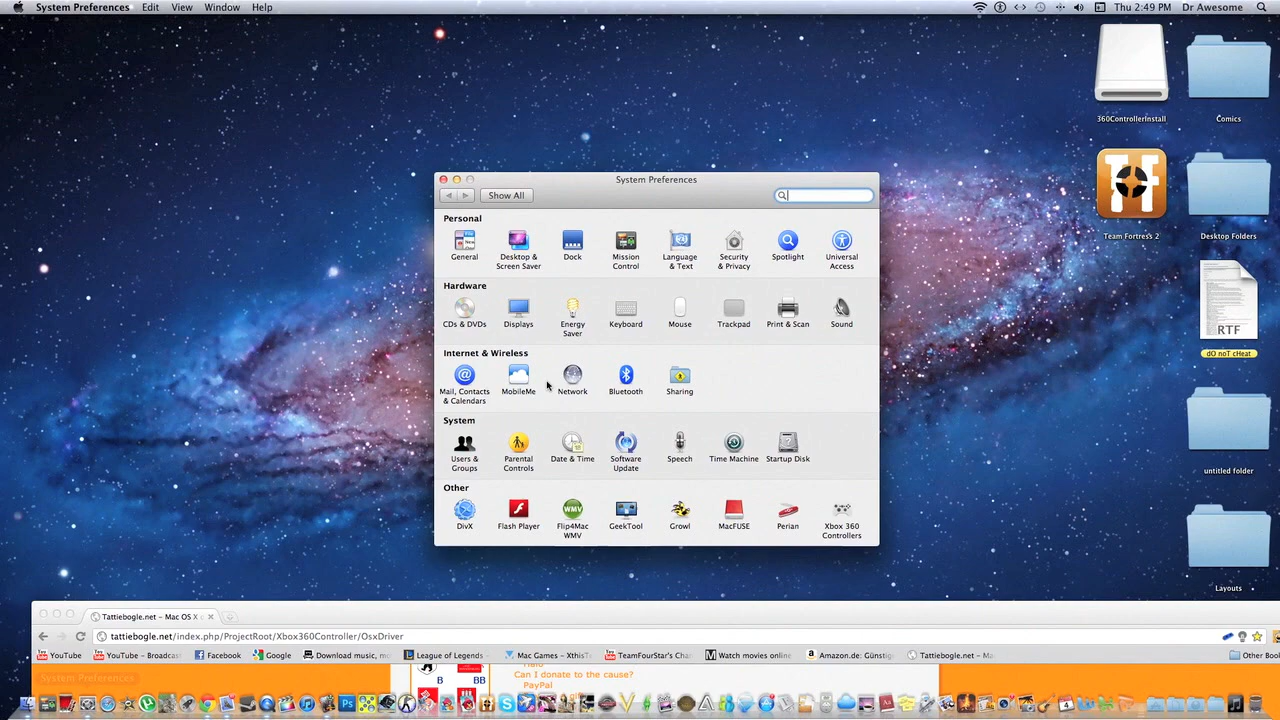 System Preferences Edit View Window Help
Thu 2:49 PM Dr Awesome
360ControllerInstall
Comics
Team Fortress 2
Desktop Folders
RTF
dO noT cHeat
untitled folder
Layouts
System Preferences
Show All
Personal
General
Desktop & Screen Saver
Dock
Mission Control
Language & Text
Security & Privacy
Spotlight
Universal Access
Hardware
CDs & DVDs
Displays
Energy Saver
Keyboard
Mouse
Trackpad
Print & Scan
Sound
Internet & Wireless
Mail, Contacts & Calendars
MobileMe
Network
Bluetooth
Sharing
System
Users & Groups
Parental Controls
Date & Time
Software Update
Speech
Time Machine
Startup Disk
Other
DivX
Flash Player
WMV
Flip4Mac WMV
GeekTool
Growl
MacFUSE
Perian
Xbox 360 Controllers
Tattiebogle.net – Mac OS X
tattiebogle.net/index.php/ProjectRoot/Xbox360Controller/OsxDriver
YouTube
YouTube - Broadcas
Facebook
Google
Download music, mo
League of Legends
Mac Games - XthisT
TeamFourStar's Cha
Watch movies online
Amazon.de: Günstig
Tattiebogle.net – Ma
Other Boo
System Preferences
B
BB
Can I donate to the cause?
PayPal